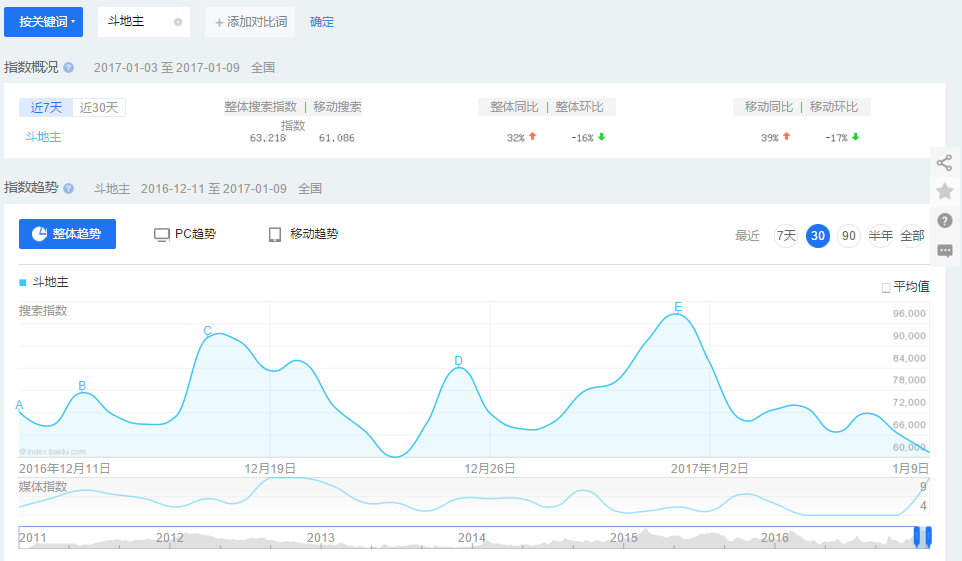 按关键词
斗地主
+ 添加对比词
确定
指数概况 ? 2017-01-03 至 2017-01-09 全国
近7天 近30天
整体搜索指数 | 移动搜索指数
整体同比 | 整体环比
移动同比 | 移动环比
斗地主 63,218 61,086 32% -16% 39% -17%
指数趋势 ? 斗地主 2016-12-11 至 2017-01-09 全国
整体趋势 PC趋势 移动趋势
最近 7天 30 90 半年 全部
斗地主
平均值
搜索指数
E
96,000
C
90,000
D
84,000
B
78,000
A
72,000
66,000
60,000
© index.baidu.com
2016年12月11日 12月19日 12月26日 2017年1月2日 1月9日
媒体指数
9
4
2011 2012 2013 2014 2015 2016